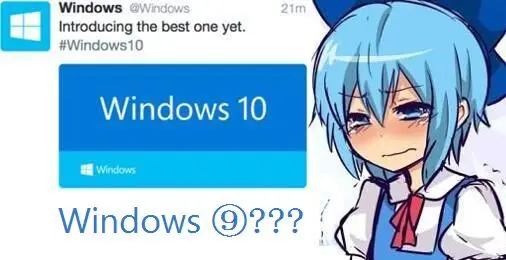 Windows @Windows 21m
Introducing the best one yet.
#Windows10
Windows 10
Windows
Windows ⑨???